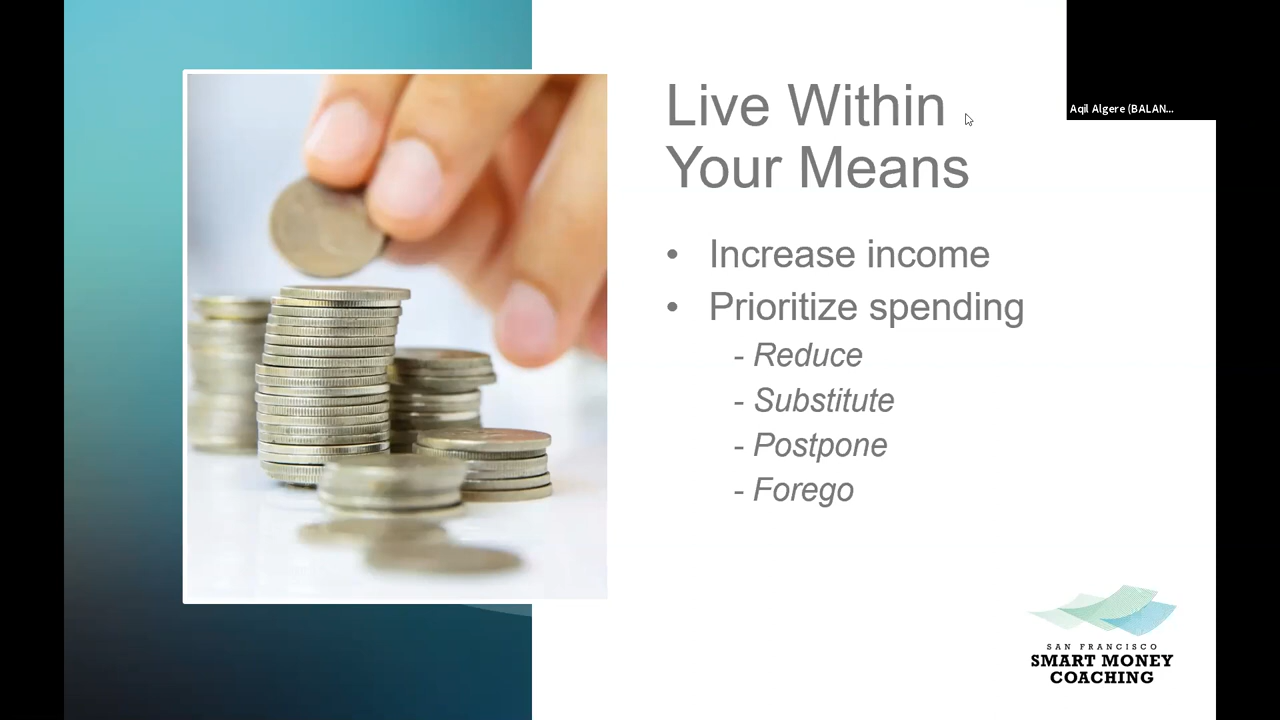 Live Within
Your Means
Aqil Algere (BALAN...
• Increase income
• Prioritize spending
- Reduce
- Substitute
- Postpone
- Forego
SAN FRANCISCO
SMART MONEY
COACHING